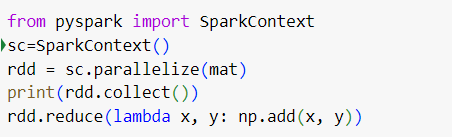 from pyspark import SparkContext
sc=SparkContext()
rdd = sc.parallelize(mat)
print(rdd.collect())
rdd.reduce(lambda x, y: np.add(x, y))